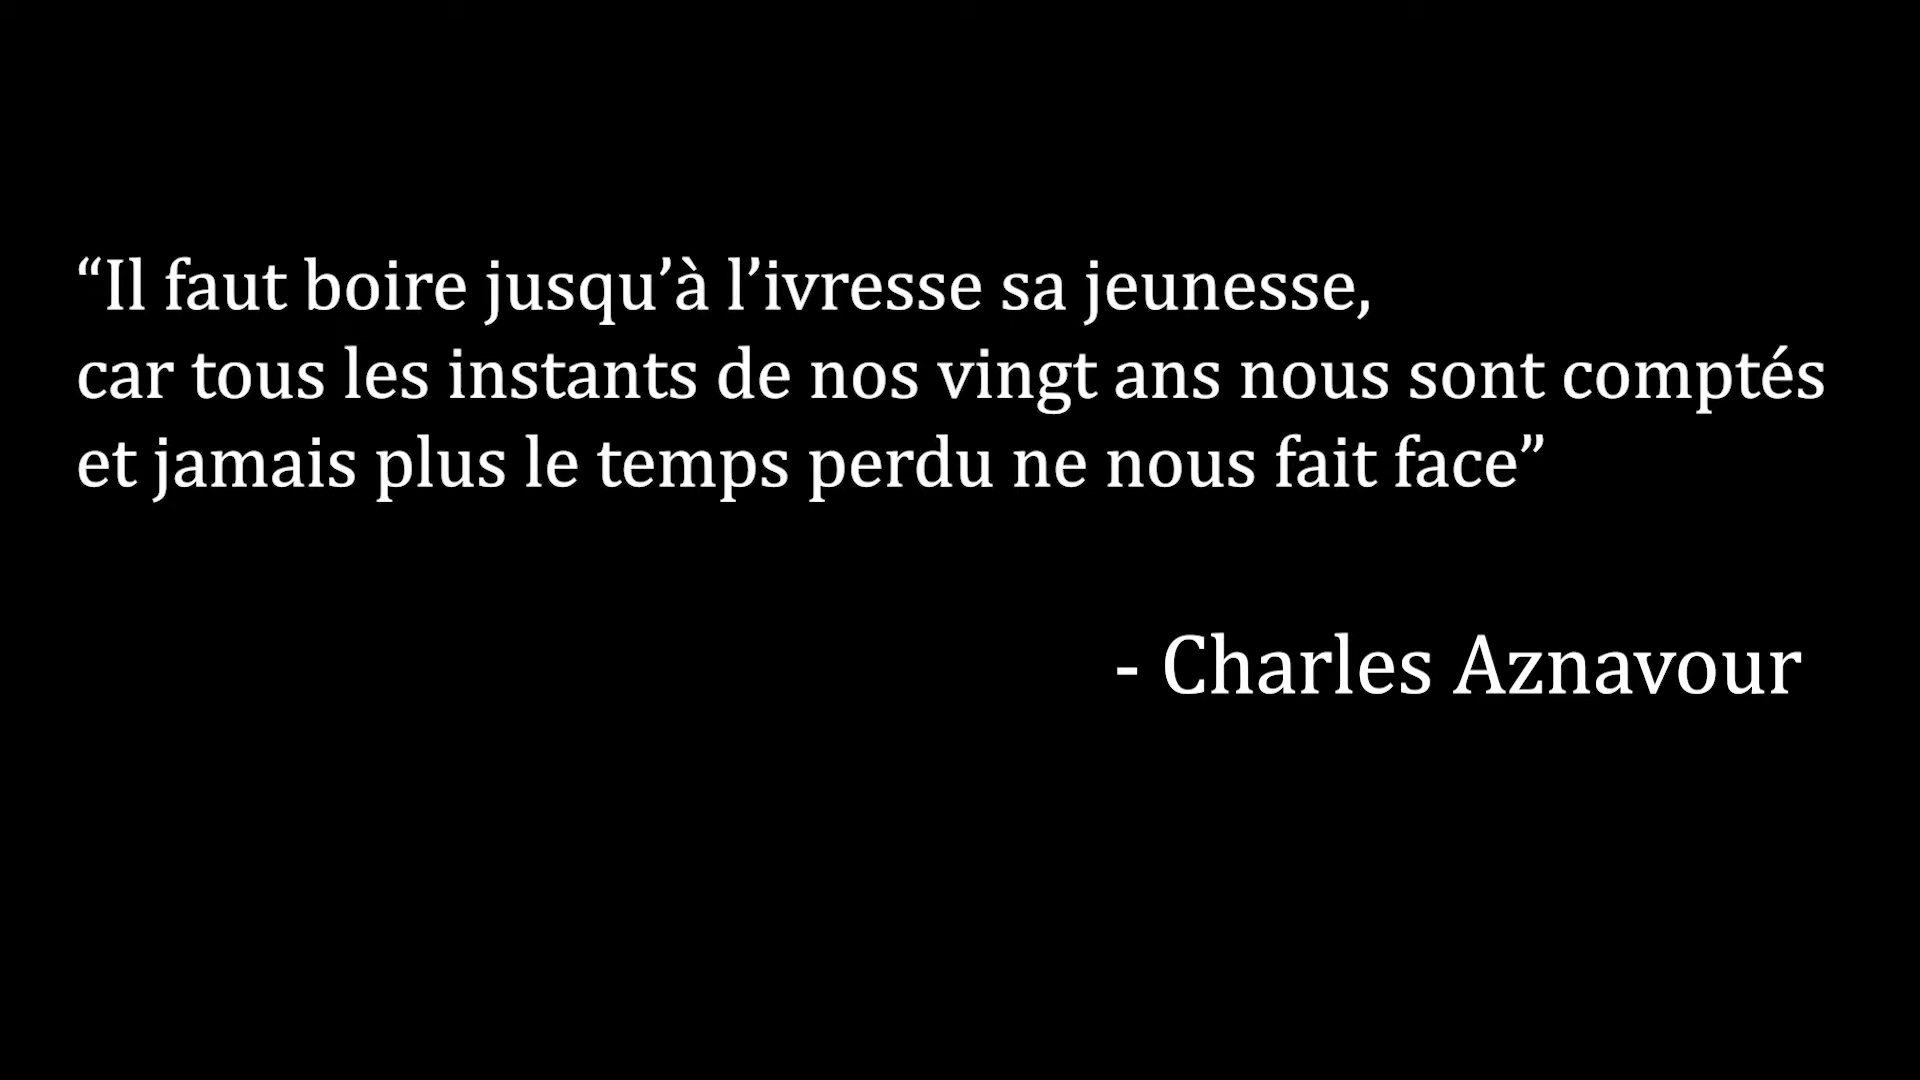 “Il faut boire jusqu’à l’ivresse sa jeunesse,
car tous les instants de nos vingt ans nous sont comptés
et jamais plus le temps perdu ne nous fait face”
- Charles Aznavour